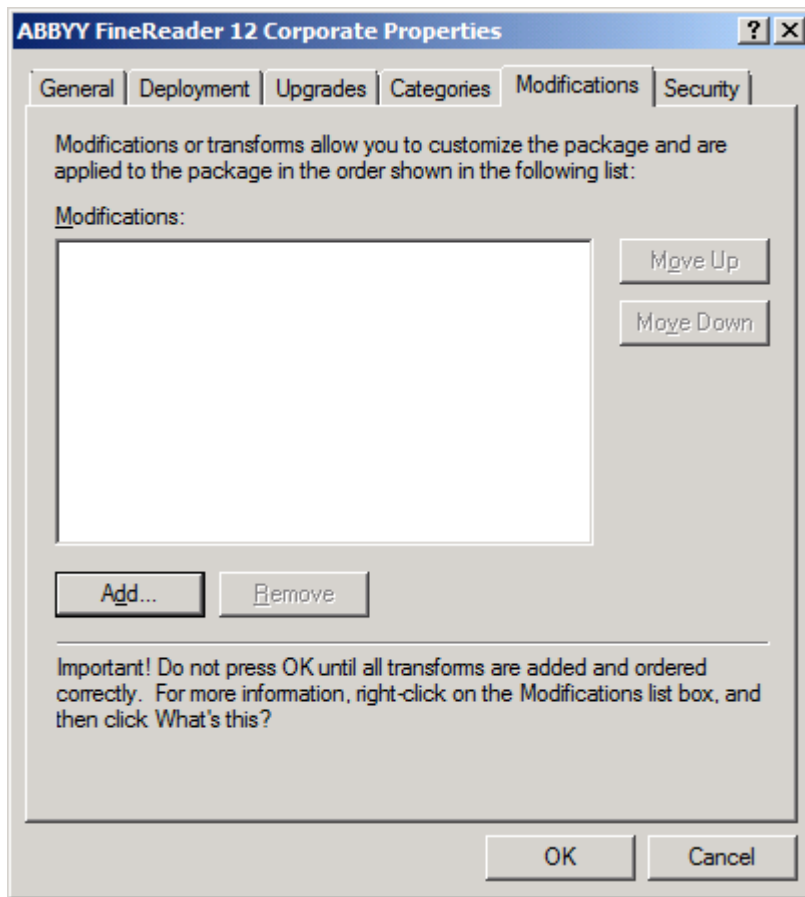 ABBYY FineReader 12 Corporate Properties
General
Deployment
Upgrades
Categories
Modifications
Security
Modifications or transforms allow you to customize the package and are
applied to the package in the order shown in the following list:
Modifications:
Move Up
Move Down
Add...
Remove
Important! Do not press OK until all transforms are added and ordered
correctly. For more information, right-click on the Modifications list box, and
then click What's this?
OK
Cancel